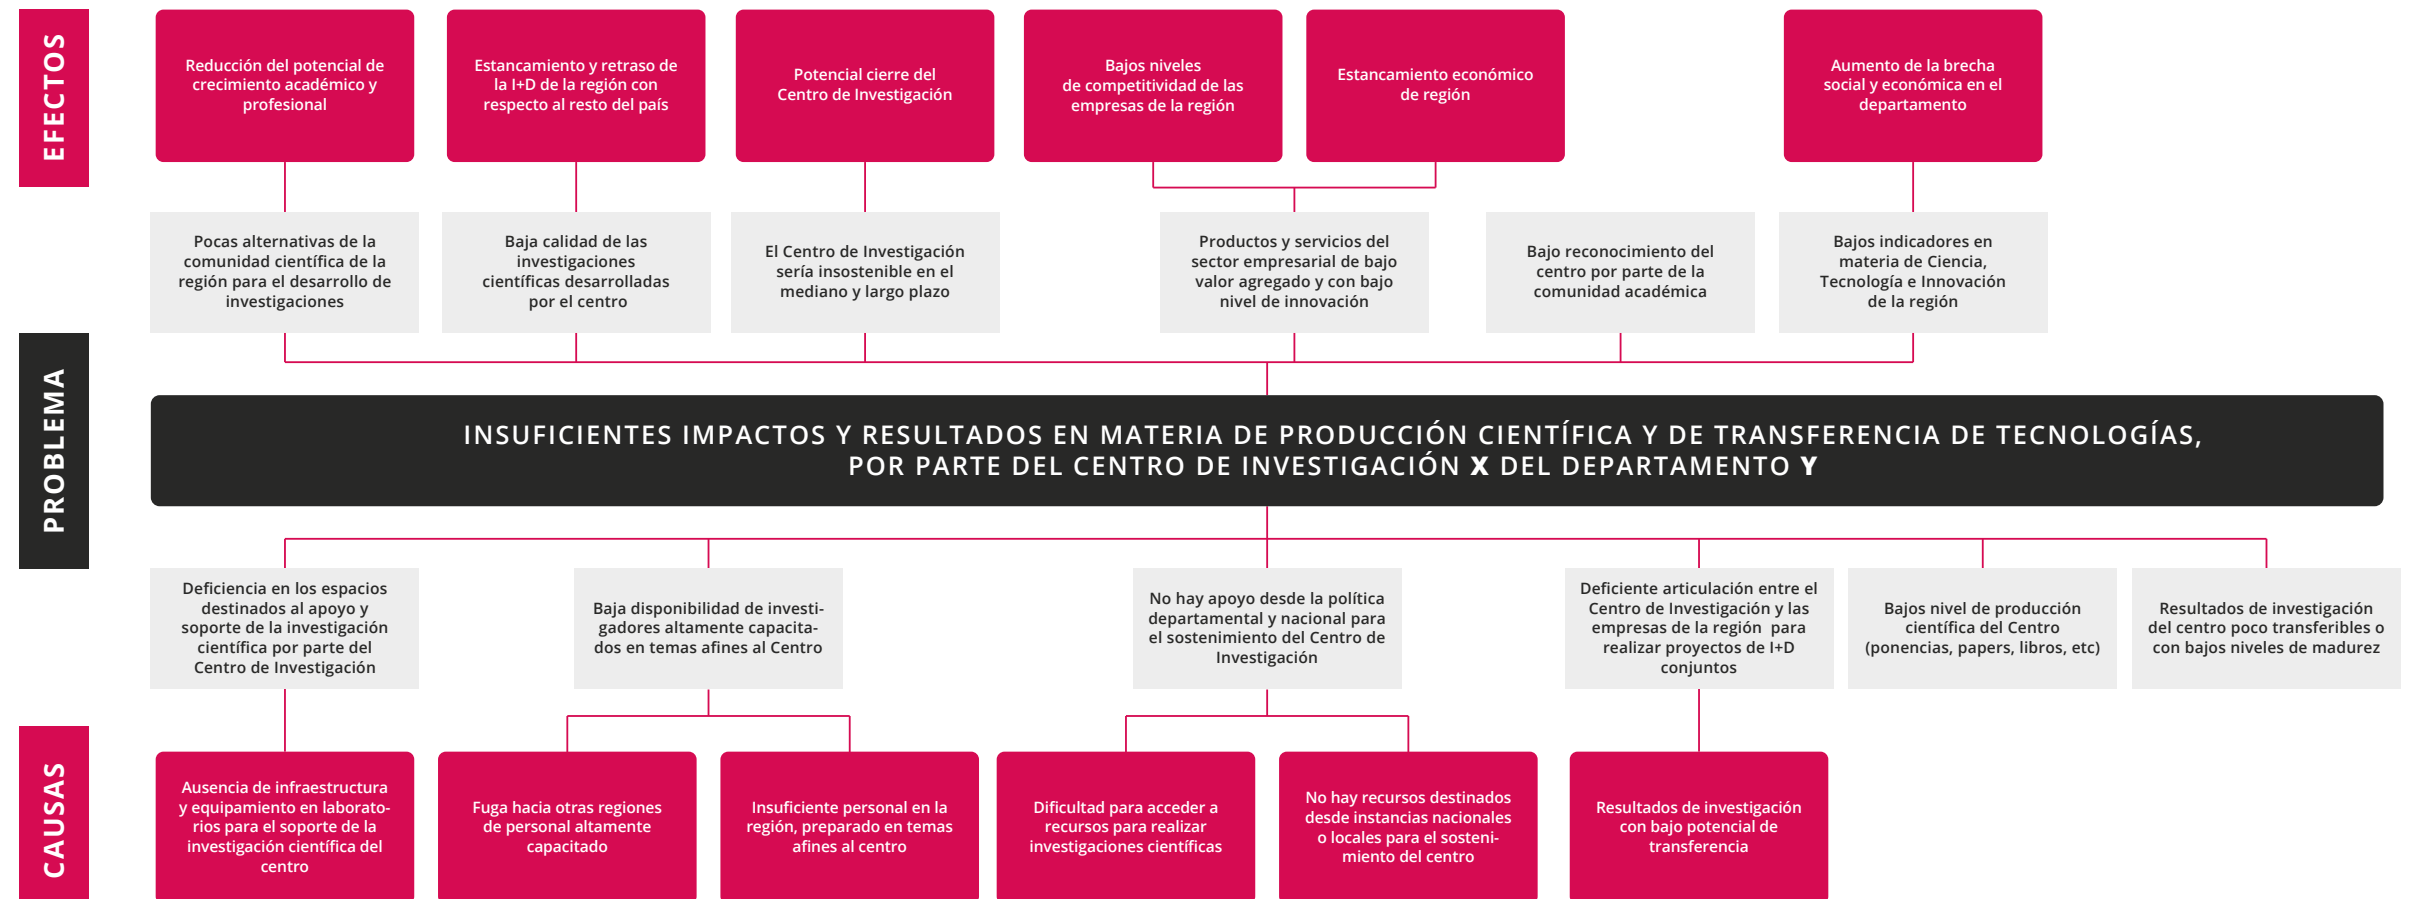 EFECTOS
Reducción del potencial de
crecimiento académico y
profesional
Estancamiento y retraso de
la I+D de la región con
respecto al resto del país
Potencial cierre del
Centro de Investigación
Bajos niveles
de competitividad de las
empresas de la región
Estancamiento económico
de región
Aumento de la brecha
social y económica en el
departamento
Pocas alternativas de la
comunidad científica de la
región para el desarrollo de
investigaciones
Baja calidad de las
investigaciones
científicas desarrolladas
por el centro
El Centro de Investigación
sería insostenible en el
mediano y largo plazo
Productos y servicios del
sector empresarial de bajo
valor agregado y con bajo
nivel de innovación
Bajo reconocimiento del
centro por parte de la
comunidad académica
Bajos indicadores en
materia de Ciencia,
Tecnología e Innovación
de la región
PROBLEMA
INSUFICIENTES IMPACTOS Y RESULTADOS EN MATERIA DE PRODUCCIÓN CIENTÍFICA Y DE TRANSFERENCIA DE TECNOLOGÍAS,
POR PARTE DEL CENTRO DE INVESTIGACIÓN X DEL DEPARTAMENTO Y
Deficiencia en los espacios
destinados al apoyo y
soporte de la investigación
científica por parte del
Centro de Investigación
Baja disponibilidad de investi-
gadores altamente capacita-
dos en temas afines al Centro
No hay apoyo desde la política
departamental y nacional para
el sostenimiento del Centro de
Investigación
Deficiente articulación entre el
Centro de Investigación y las
empresas de la región para
realizar proyectos de I+D
conjuntos
Bajos nivel de producción
científica del Centro
(ponencias, papers, libros, etc)
Resultados de investigación
del centro poco transferibles o
con bajos niveles de madurez
CAUSAS
Ausencia de infraestructura
y equipamiento en laborato-
rios para el soporte de la
investigación científica del
centro
Fuga hacia otras regiones
de personal altamente
capacitado
Insuficiente personal en la
región, preparado en temas
afines al centro
Dificultad para acceder a
recursos para realizar
investigaciones científicas
No hay recursos destinados
desde instancias nacionales
o locales para el sosteni-
miento del centro
Resultados de investigación
con bajo potencial de
transferencia